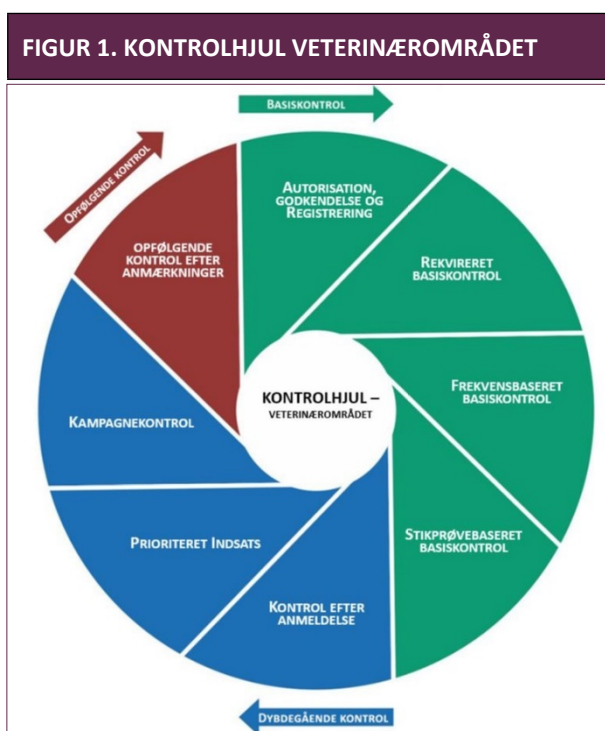 FIGUR 1. KONTROLHJUL VETERINÆROMRÅDET
BASISKONTROL
OPFØLGENDE KONTROL
AUTORISATION,
GODKENDELSE OG
REGISTRERING
OPFØLGENDE
KONTROL EFTER
ANMÆRKNINGER
REKVIRERET
BASISKONTROL
KONTROLHJUL –
VETERINÆROMRÅDET
FREKVENSBASERET
BASISKONTROL
KAMPAGNEKONTROL
STIKPRØVEBASERET
BASISKONTROL
PRIORITERET INDSATS
KONTROL EFTER
ANMELDELSE
DYBDEGÅENDE KONTROL